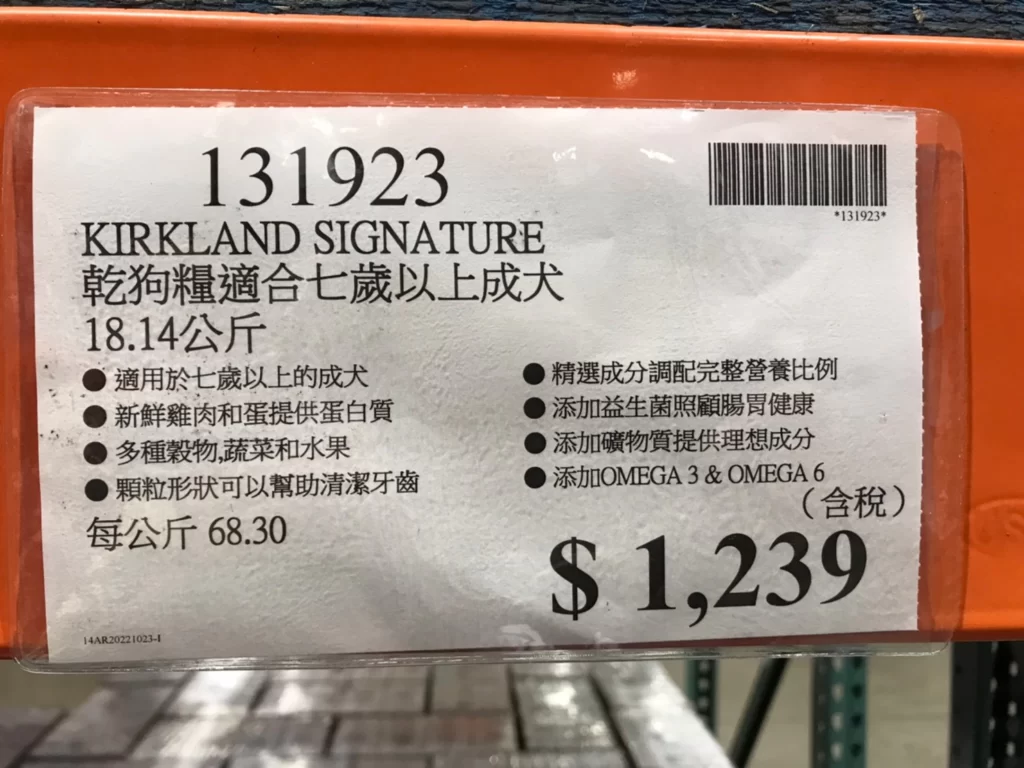 131923
*131923*
KIRKLAND SIGNATURE
乾狗糧適合七歲以上成犬
18.14公斤
● 適用於七歲以上的成犬
● 新鮮雞肉和蛋提供蛋白質
● 多種穀物,蔬菜和水果
● 顆粒形狀可以幫助清潔牙齒
● 精選成分調配完整營養比例
● 添加益生菌照顧腸胃健康
● 添加礦物質提供理想成分
● 添加OMEGA 3 & OMEGA 6
每公斤 68.30
（含稅）
$ 1,239
14AR20221023-1